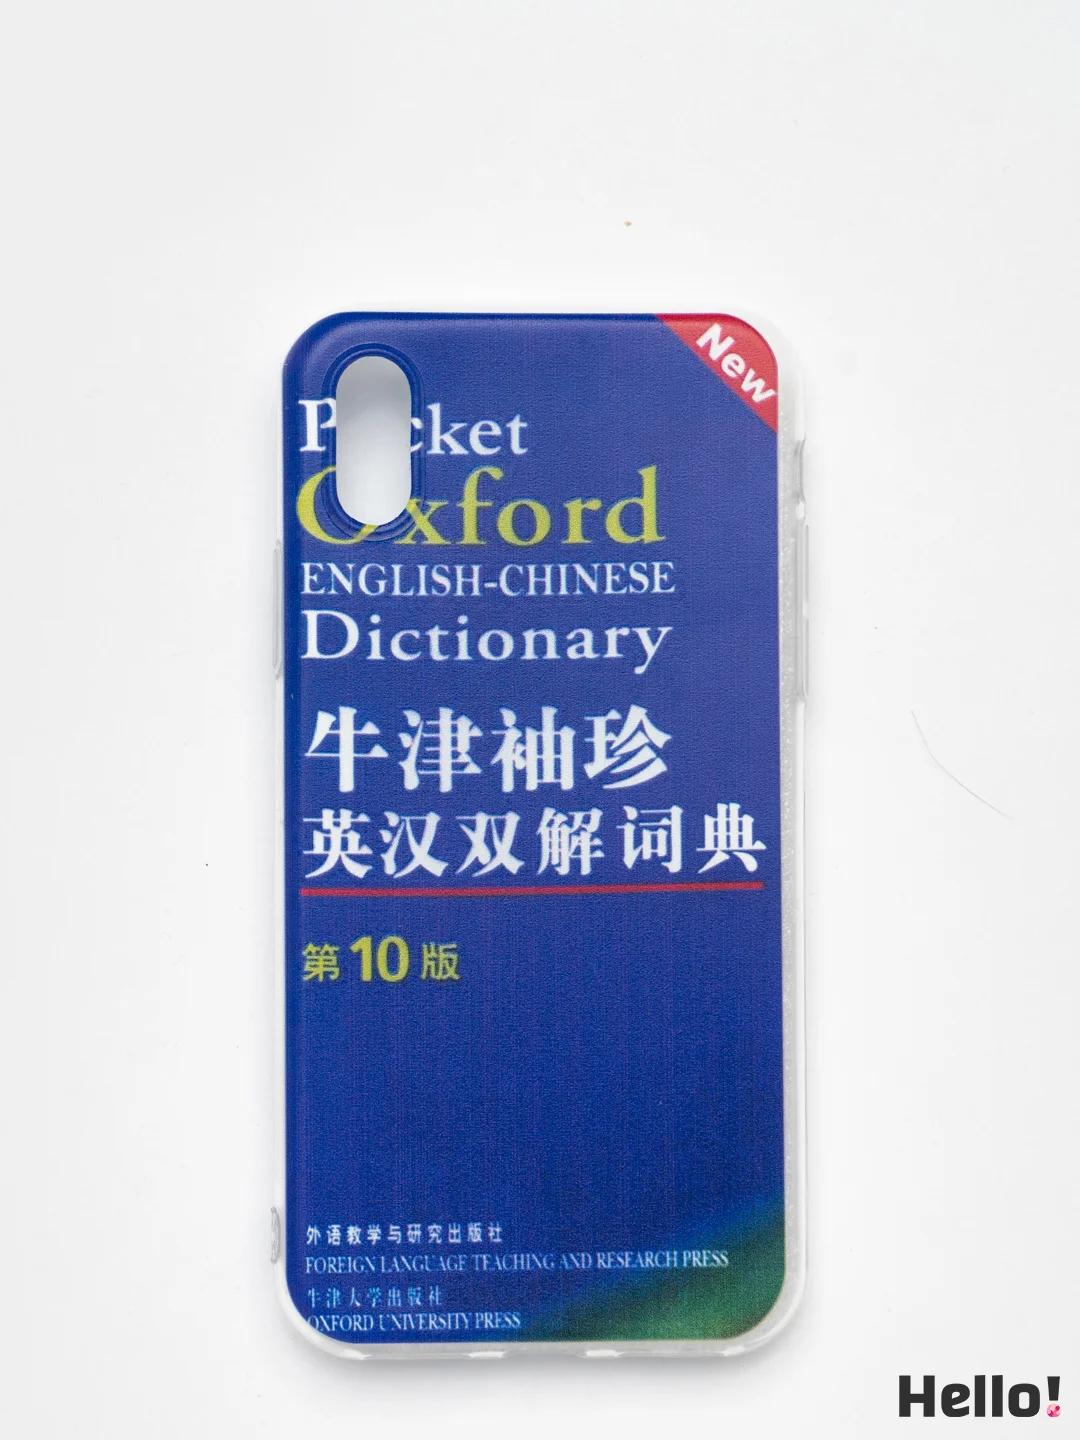 New
Pocket
Oxford
ENGLISH-CHINESE
Dictionary
牛津袖珍
英汉双解词典
第10版
外语教学与研究出版社
FOREIGN LANGUAGE TEACHING AND RESEARCH PRESS
牛津大学出版社
OXFORD UNIVERSITY PRESS
Hello!